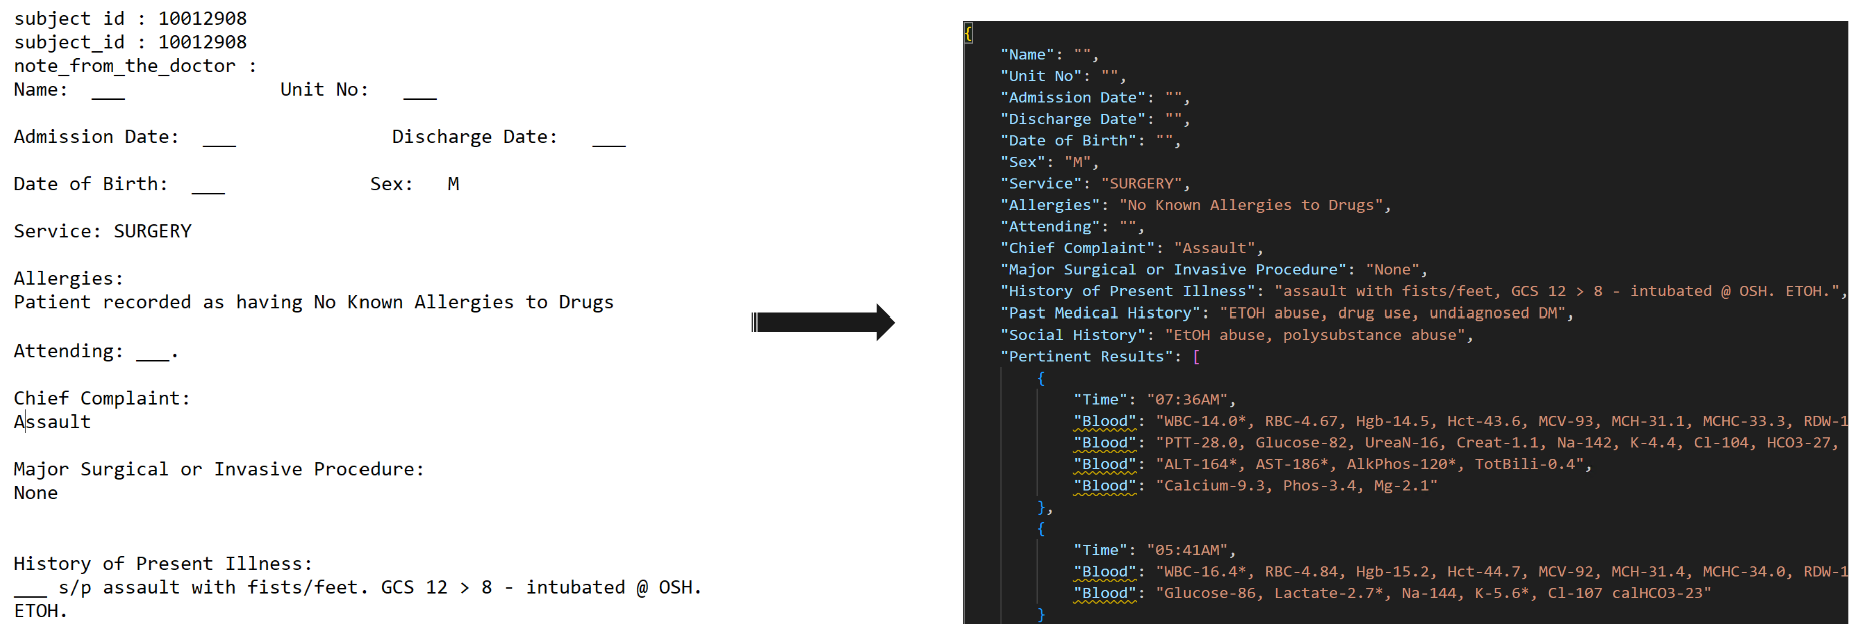 subject id : 10012908
subject_id : 10012908
note_from_the_doctor :
Name: ___ Unit No: ___
Admission Date: ___ Discharge Date: ___
Date of Birth: ___ Sex: M
Service: SURGERY
Allergies:
Patient recorded as having No Known Allergies to Drugs
Attending: ___.
Chief Complaint:
Assault
Major Surgical or Invasive Procedure:
None
History of Present Illness:
___ s/p assault with fists/feet. GCS 12 > 8 - intubated @ OSH.
ETOH.
{
"Name": "",
"Unit No": "",
"Admission Date": "",
"Discharge Date": "",
"Date of Birth": "",
"Sex": "M",
"Service": "SURGERY",
"Allergies": "No Known Allergies to Drugs",
"Attending": "",
"Chief Complaint": "Assault",
"Major Surgical or Invasive Procedure": "None",
"History of Present Illness": "assault with fists/feet, GCS 12 > 8 - intubated @ OSH. ETOH.",
"Past Medical History": "ETOH abuse, drug use, undiagnosed DM",
"Social History": "EtOH abuse, polysubstance abuse",
"Pertinent Results": [
{
"Time": "07:36AM",
"Blood": "WBC-14.0*, RBC-4.67, Hgb-14.5, Hct-43.6, MCV-93, MCH-31.1, MCHC-33.3, RDW-1
"Blood": "PTT-28.0, Glucose-82, UreaN-16, Creat-1.1, Na-142, K-4.4, Cl-104, HCO3-27,
"Blood": "ALT-164*, AST-186*, AlkPhos-120*, TotBili-0.4",
"Blood": "Calcium-9.3, Phos-3.4, Mg-2.1"
},
{
"Time": "05:41AM",
"Blood": "WBC-16.4*, RBC-4.84, Hgb-15.2, Hct-44.7, MCV-92, MCH-31.4, MCHC-34.0, RDW-1
"Blood": "Glucose-86, Lactate-2.7*, Na-144, K-5.6*, Cl-107 calHCO3-23"
}